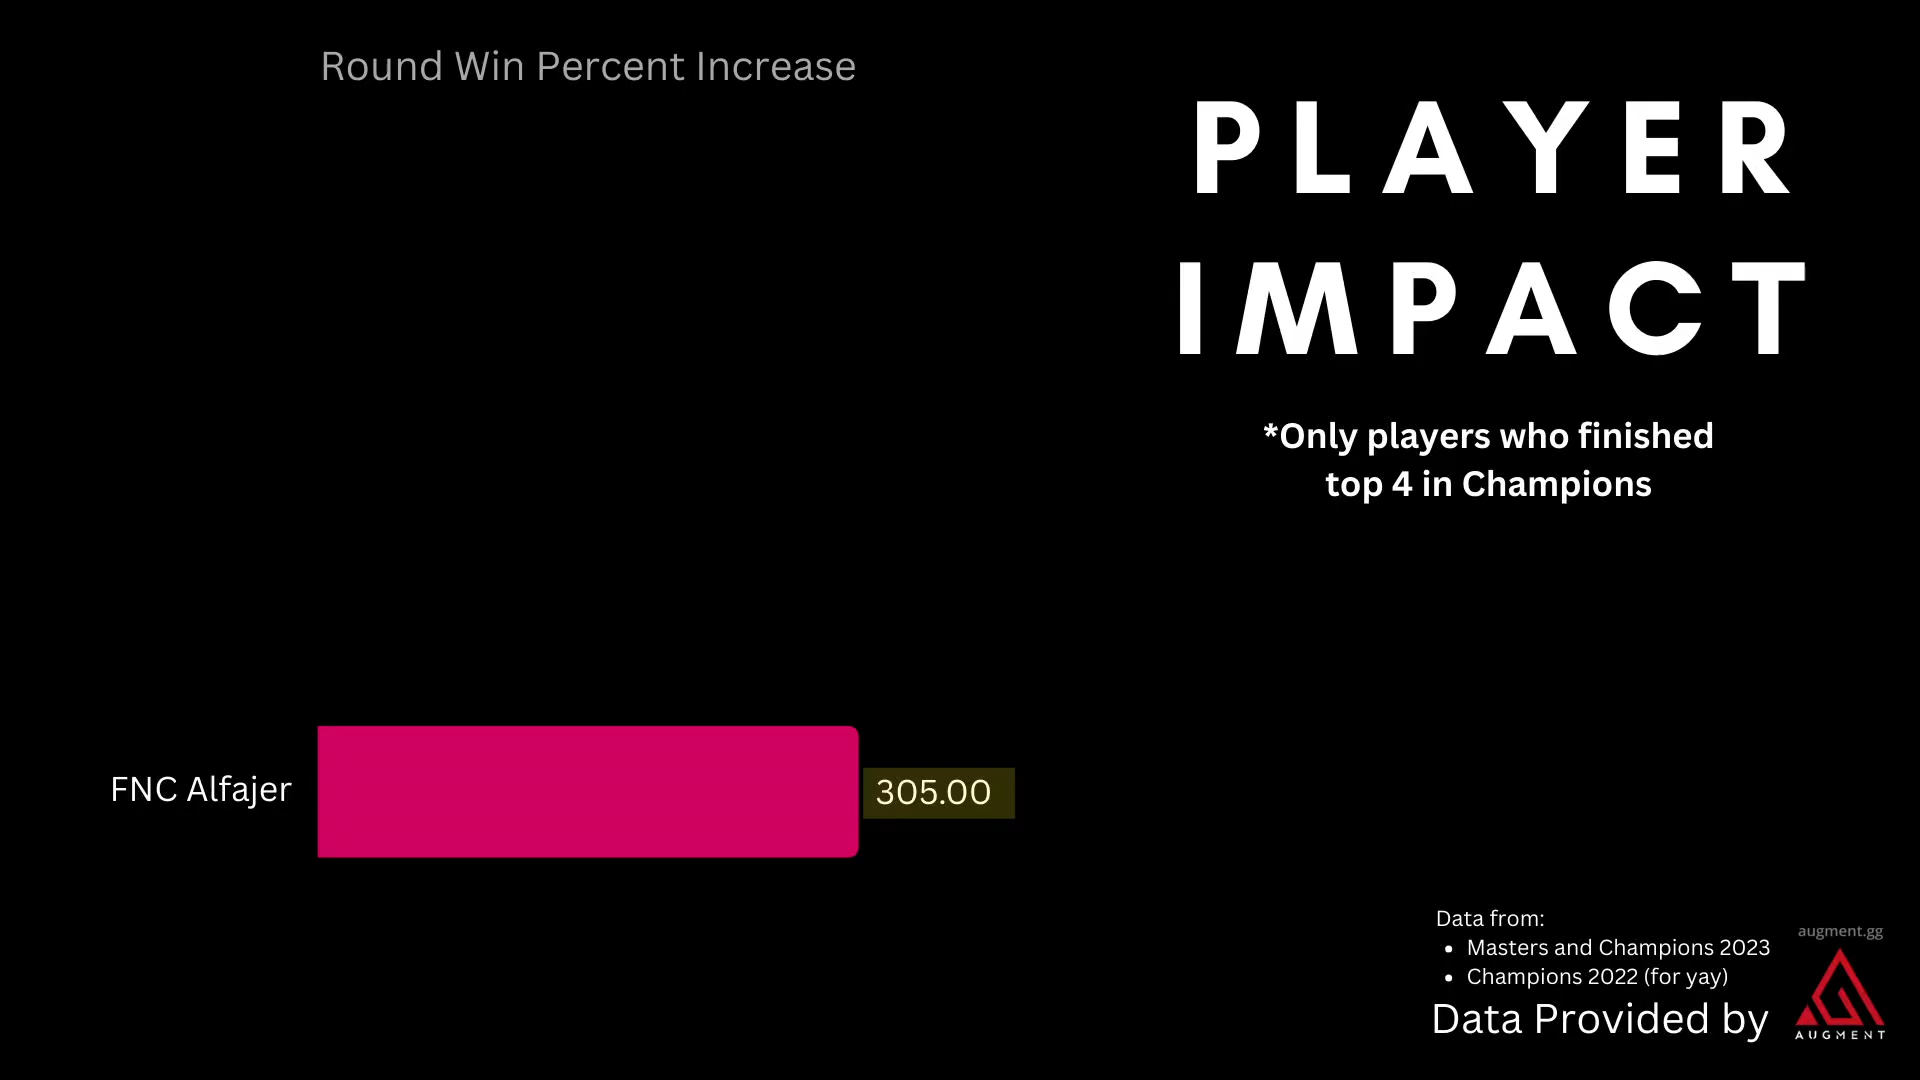 Round Win Percent Increase
PLAYER
IMPACT
*Only players who finished
top 4 in Champions
FNC Alfajer
305.00
Data from:
• Masters and Champions 2023
• Champions 2022 (for yay)
Data Provided by
augment.gg
AUGMENT